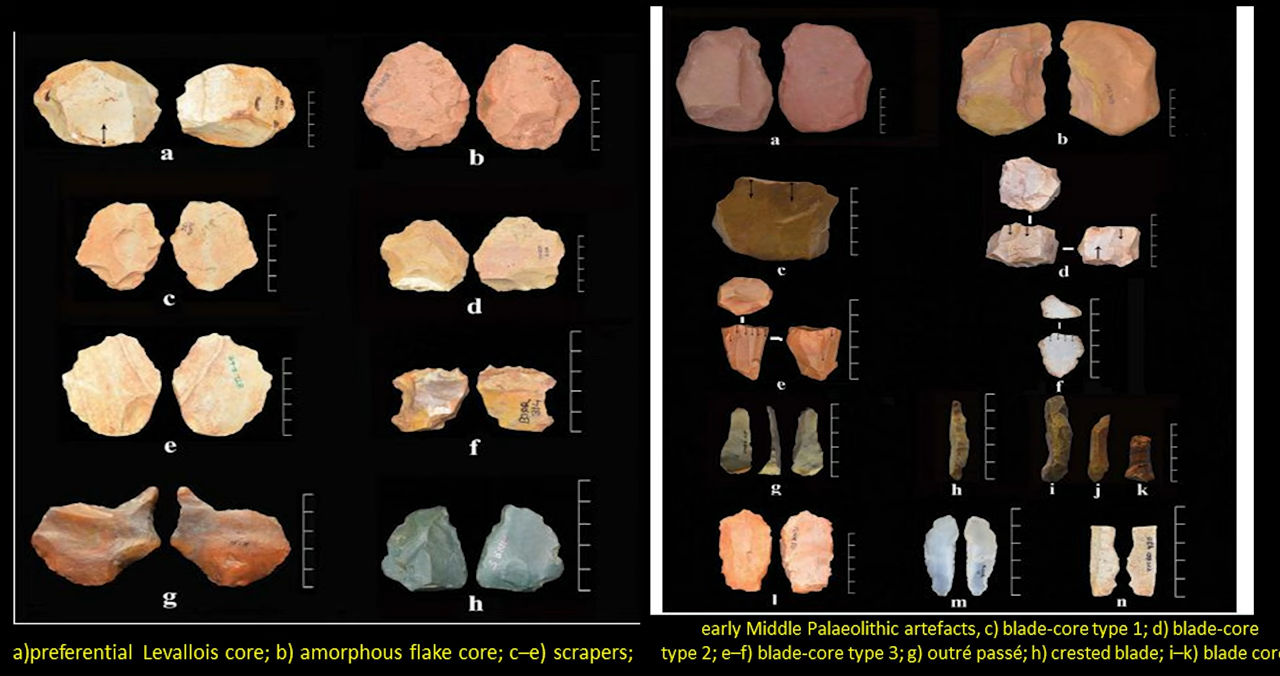 a
b
c
d
e
f
g
h
a)preferential Levallois core; b) amorphous flake core; c–e) scrapers;
a
b
c
d
e
f
g
h
i
j
k
l
m
n
early Middle Palaeolithic artefacts, c) blade-core type 1; d) blade-core
type 2; e–f) blade-core type 3; g) outré passé; h) crested blade; i–k) blade core